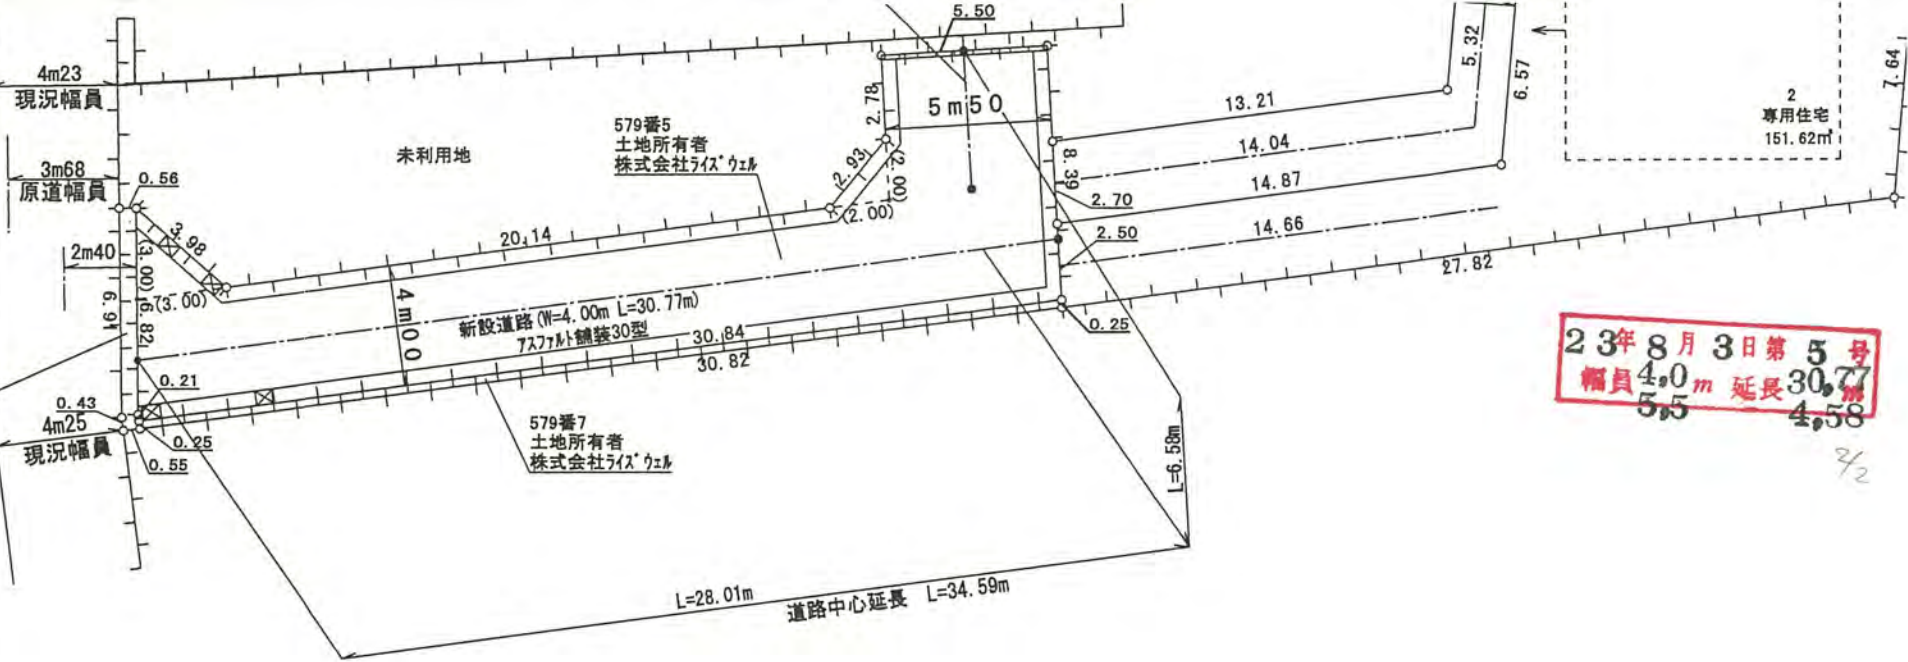 4m23
現況幅員
3m68
原道幅員
0.56
2m40
3.98
(3.00)
(3.00)
6.91
6.82
未利用地
579番5
土地所有者
株式会社ライズウェル
20.14
2.93
(2.00)
(2.00)
2.78
5m50
5.50
4m00
新設道路(W=4.00m L=30.77m)
アスファルト舗装30型
30.84
30.82
0.21
0.43
4m25
現況幅員
0.25
0.55
579番7
土地所有者
株式会社ライズウェル
8.39
2.70
2.50
0.25
13.21
14.04
14.87
14.66
27.82
5.32
6.57
7.64
2
専用住宅
151.62㎡
L=6.58m
L=28.01m
道路中心延長 L=34.59m
23年8月3日第5号
幅員4.0m 延長30.77m
5.5 4.58
2/2